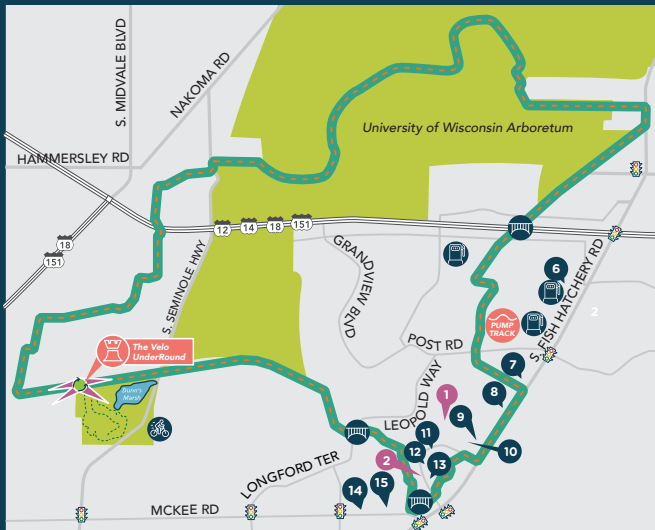 S. MIDVALE BLVD
NAKOMA RD
University of Wisconsin Arboretum
HAMMERSLEY RD
12
14
18
151
18
151
S. SEMINOLE HWY
GRANDVIEW BLVD
S. FISH HATCHERY RD
6
2
PUMP
TRACK
POST RD
The Velo
UnderRound
Dunn's
Marsh
7
8
LEOPOLD WAY
1
9
11
10
12
2
13
LONGFORD TER
14
15
MCKEE RD